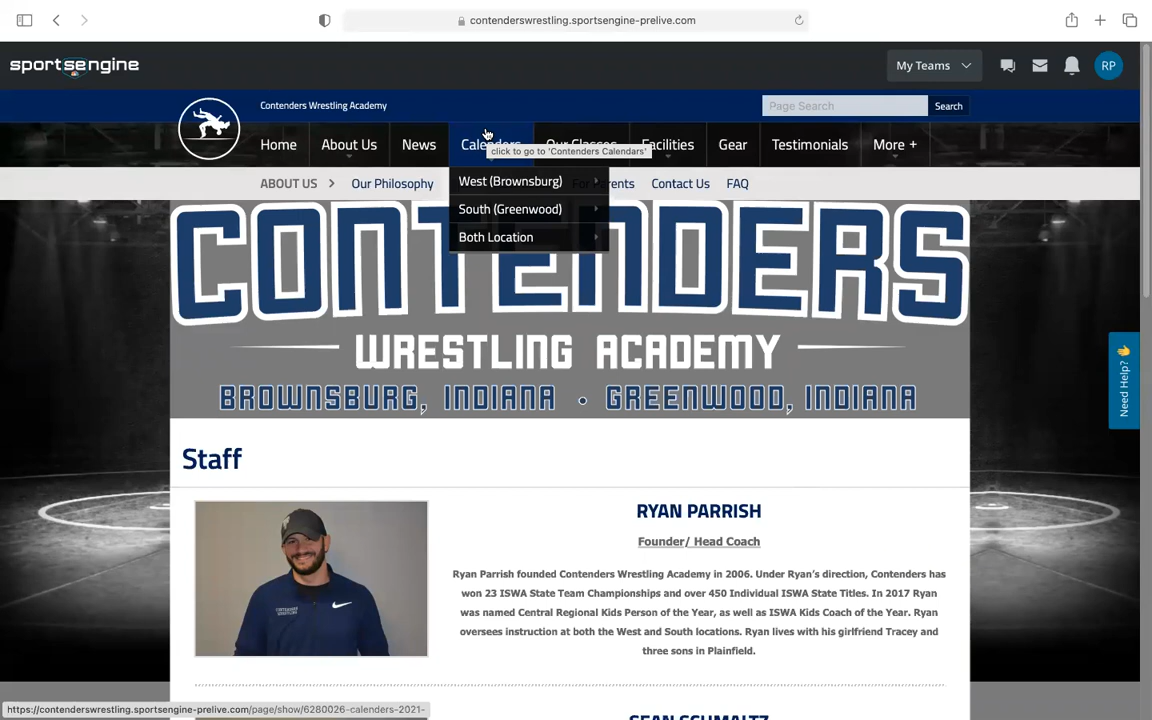 contenderswrestling.sportsengine-prelive.com
sportsengine
My Teams
RP
Contenders Wrestling Academy
Page Search
Search
Home
About Us
News
Calenders
Our Classes
Facilities
Gear
Testimonials
More +
click to go to 'Contenders Calendars'
ABOUT US
Our Philosophy
For Parents
Contact Us
FAQ
West (Brownsburg)
South (Greenwood)
Both Location
CONTENDERS
WRESTLING ACADEMY
BROWNSBURG, INDIANA • GREENWOOD, INDIANA
Need Help? 👋
Staff
RYAN PARRISH
Founder/ Head Coach
Ryan Parrish founded Contenders Wrestling Academy in 2006. Under Ryan's direction, Contenders has
won 23 ISWA State Team Championships and over 450 Individual ISWA State Titles. In 2017 Ryan
was named Central Regional Kids Person of the Year, as well as ISWA Kids Coach of the Year. Ryan
oversees instruction at both the West and South locations. Ryan lives with his girlfriend Tracey and
three sons in Plainfield.
SEAN SCHMALTZ
https://contenderswrestling.sportsengine-prelive.com/page/show/6280026-calenders-2021-